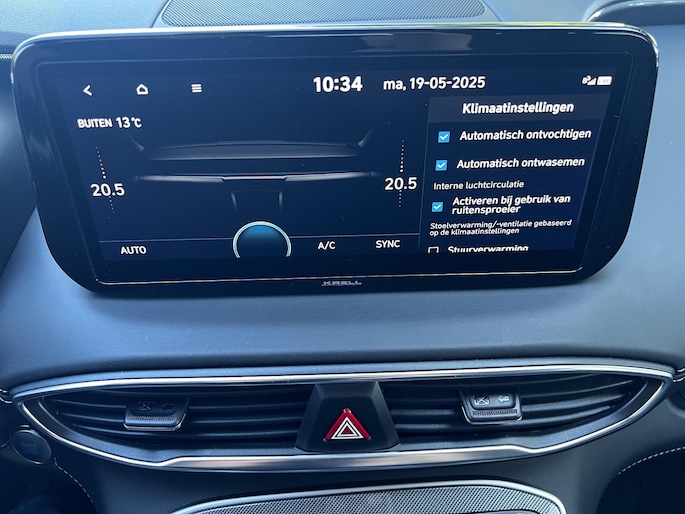 10:34 ma, 19-05-2025
BUITEN 13°C
Klimaatinstellingen
Automatisch ontvochtigen
Automatisch ontwasemen
Interne luchtcirculatie
Activeren bij gebruik van
ruitensproeier
Stoelverwarming/-ventilatie gebaseerd
op de klimaatinstellingen
Stuurverwarming
20.5
20.5
AUTO A/C SYNC
KRELL